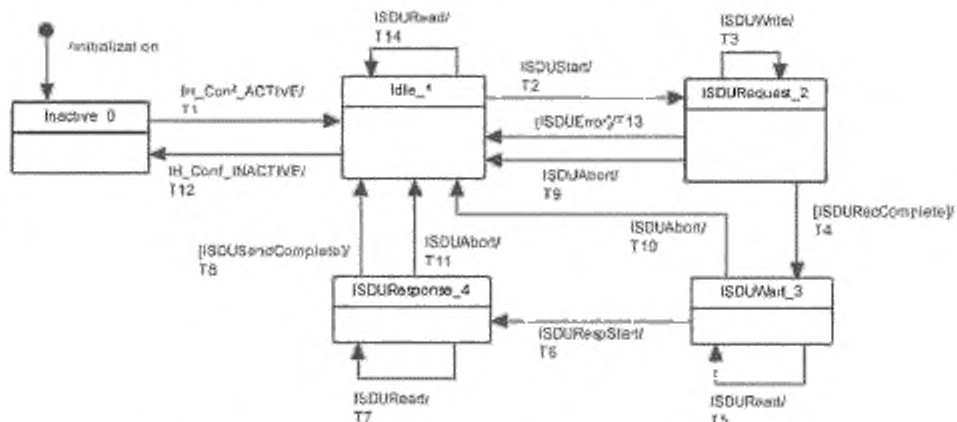 ISDURead/
T14
ISDUWrite/
T3
/Initialization
Idle_1
ISDUStart/
T2
ISDURequest_2
IH_Conf_ACTIVE/
T1
Inactive_0
[ISDUError]/T13
IH_Conf_INACTIVE/
T12
ISDUAbort/
T9
[ISDURecComplete]/
T4
[ISDUSendComplete]/
T8
ISDUAbort/
T11
ISDUAbort/
T10
ISDUResponse_4
ISDUWait_3
ISDURespStart/
T6
ISDURead/
T7
ISDURead/
T5